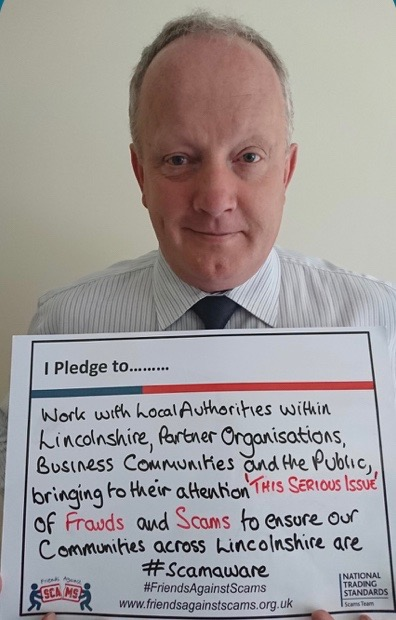 I Pledge to.........
Work with Local Authorities within
Lincolnshire, Partner Organisations,
Business Communities and the Public,
bringing to their attention 'THIS SERIOUS ISSUE'
of Frauds and Scams to ensure our
Communities across Lincolnshire are
#Scamaware
Friends Against
SCAMS
#FriendsAgainstScams
www.friendsagainstscams.org.uk
NATIONAL
TRADING
STANDARDS
Scams Team